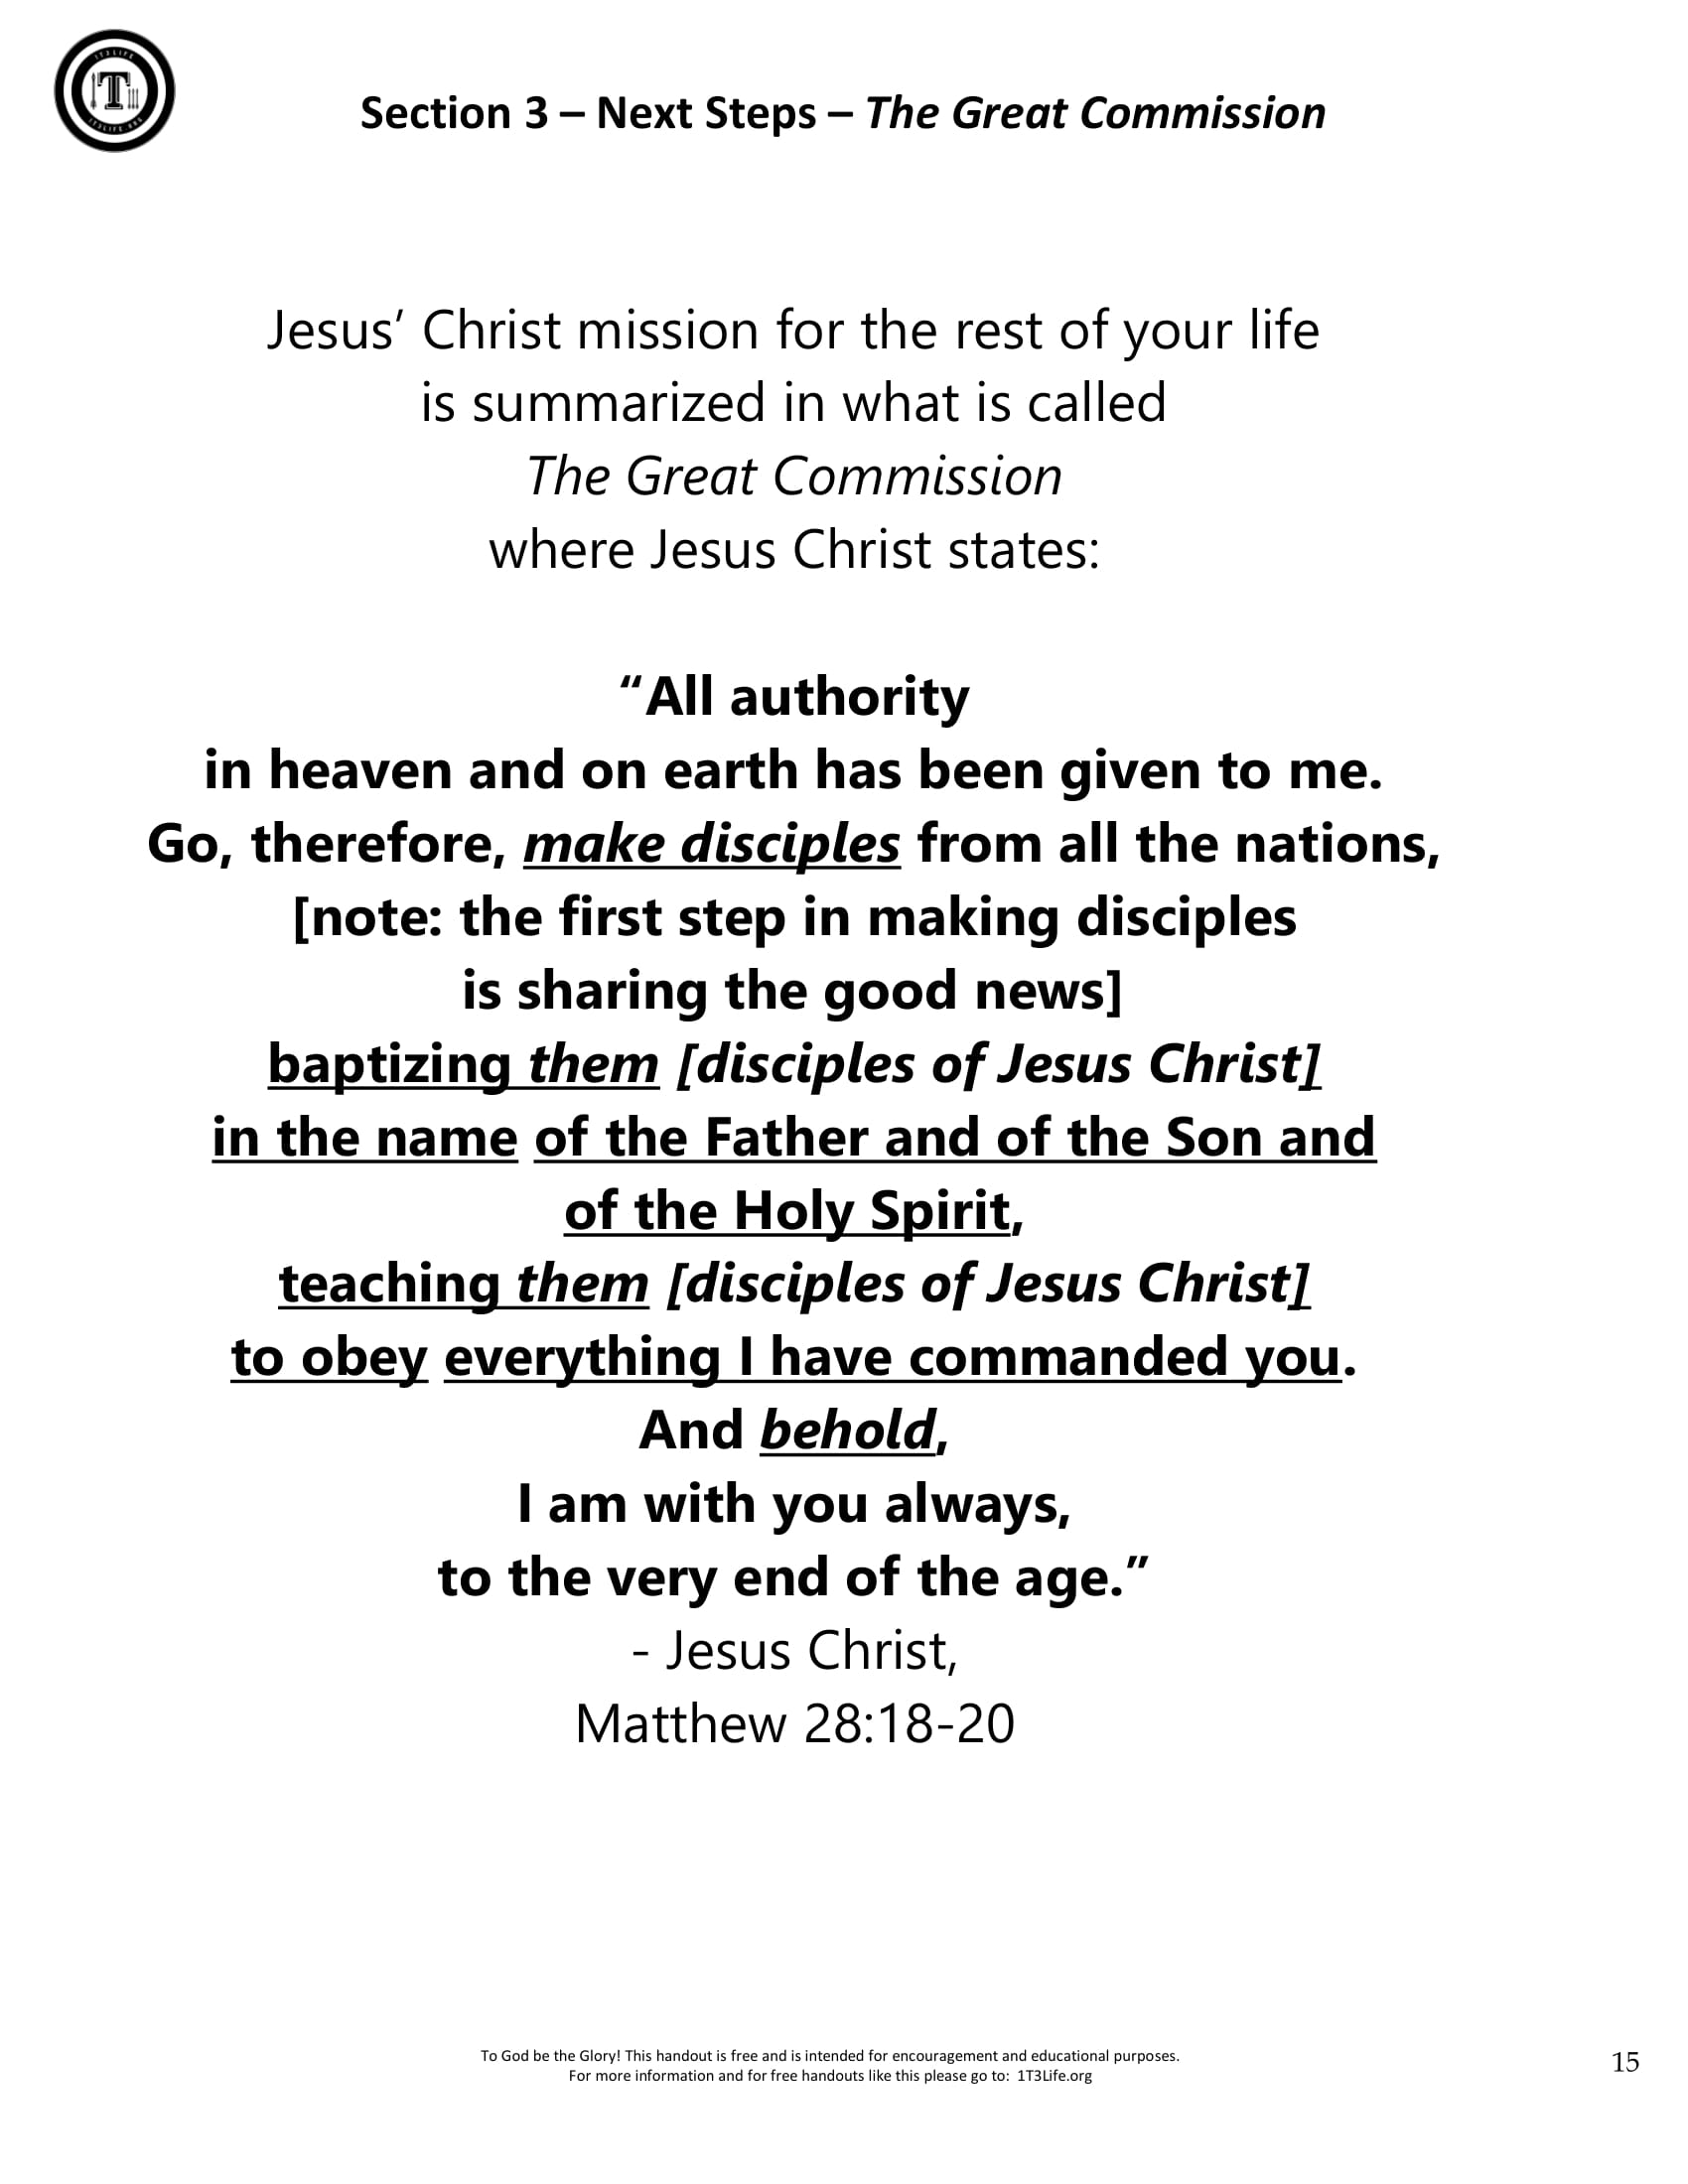 1T3 LIFE
T
1T3LIFE.ORG
Section 3 – Next Steps – The Great Commission
Jesus’ Christ mission for the rest of your life
is summarized in what is called
The Great Commission
where Jesus Christ states:
“All authority
in heaven and on earth has been given to me.
Go, therefore, make disciples from all the nations,
[note: the first step in making disciples
is sharing the good news]
baptizing them [disciples of Jesus Christ]
in the name of the Father and of the Son and
of the Holy Spirit,
teaching them [disciples of Jesus Christ]
to obey everything I have commanded you.
And behold,
I am with you always,
to the very end of the age.”
- Jesus Christ,
Matthew 28:18-20
To God be the Glory! This handout is free and is intended for encouragement and educational purposes.
For more information and for free handouts like this please go to:  1T3Life.org
15